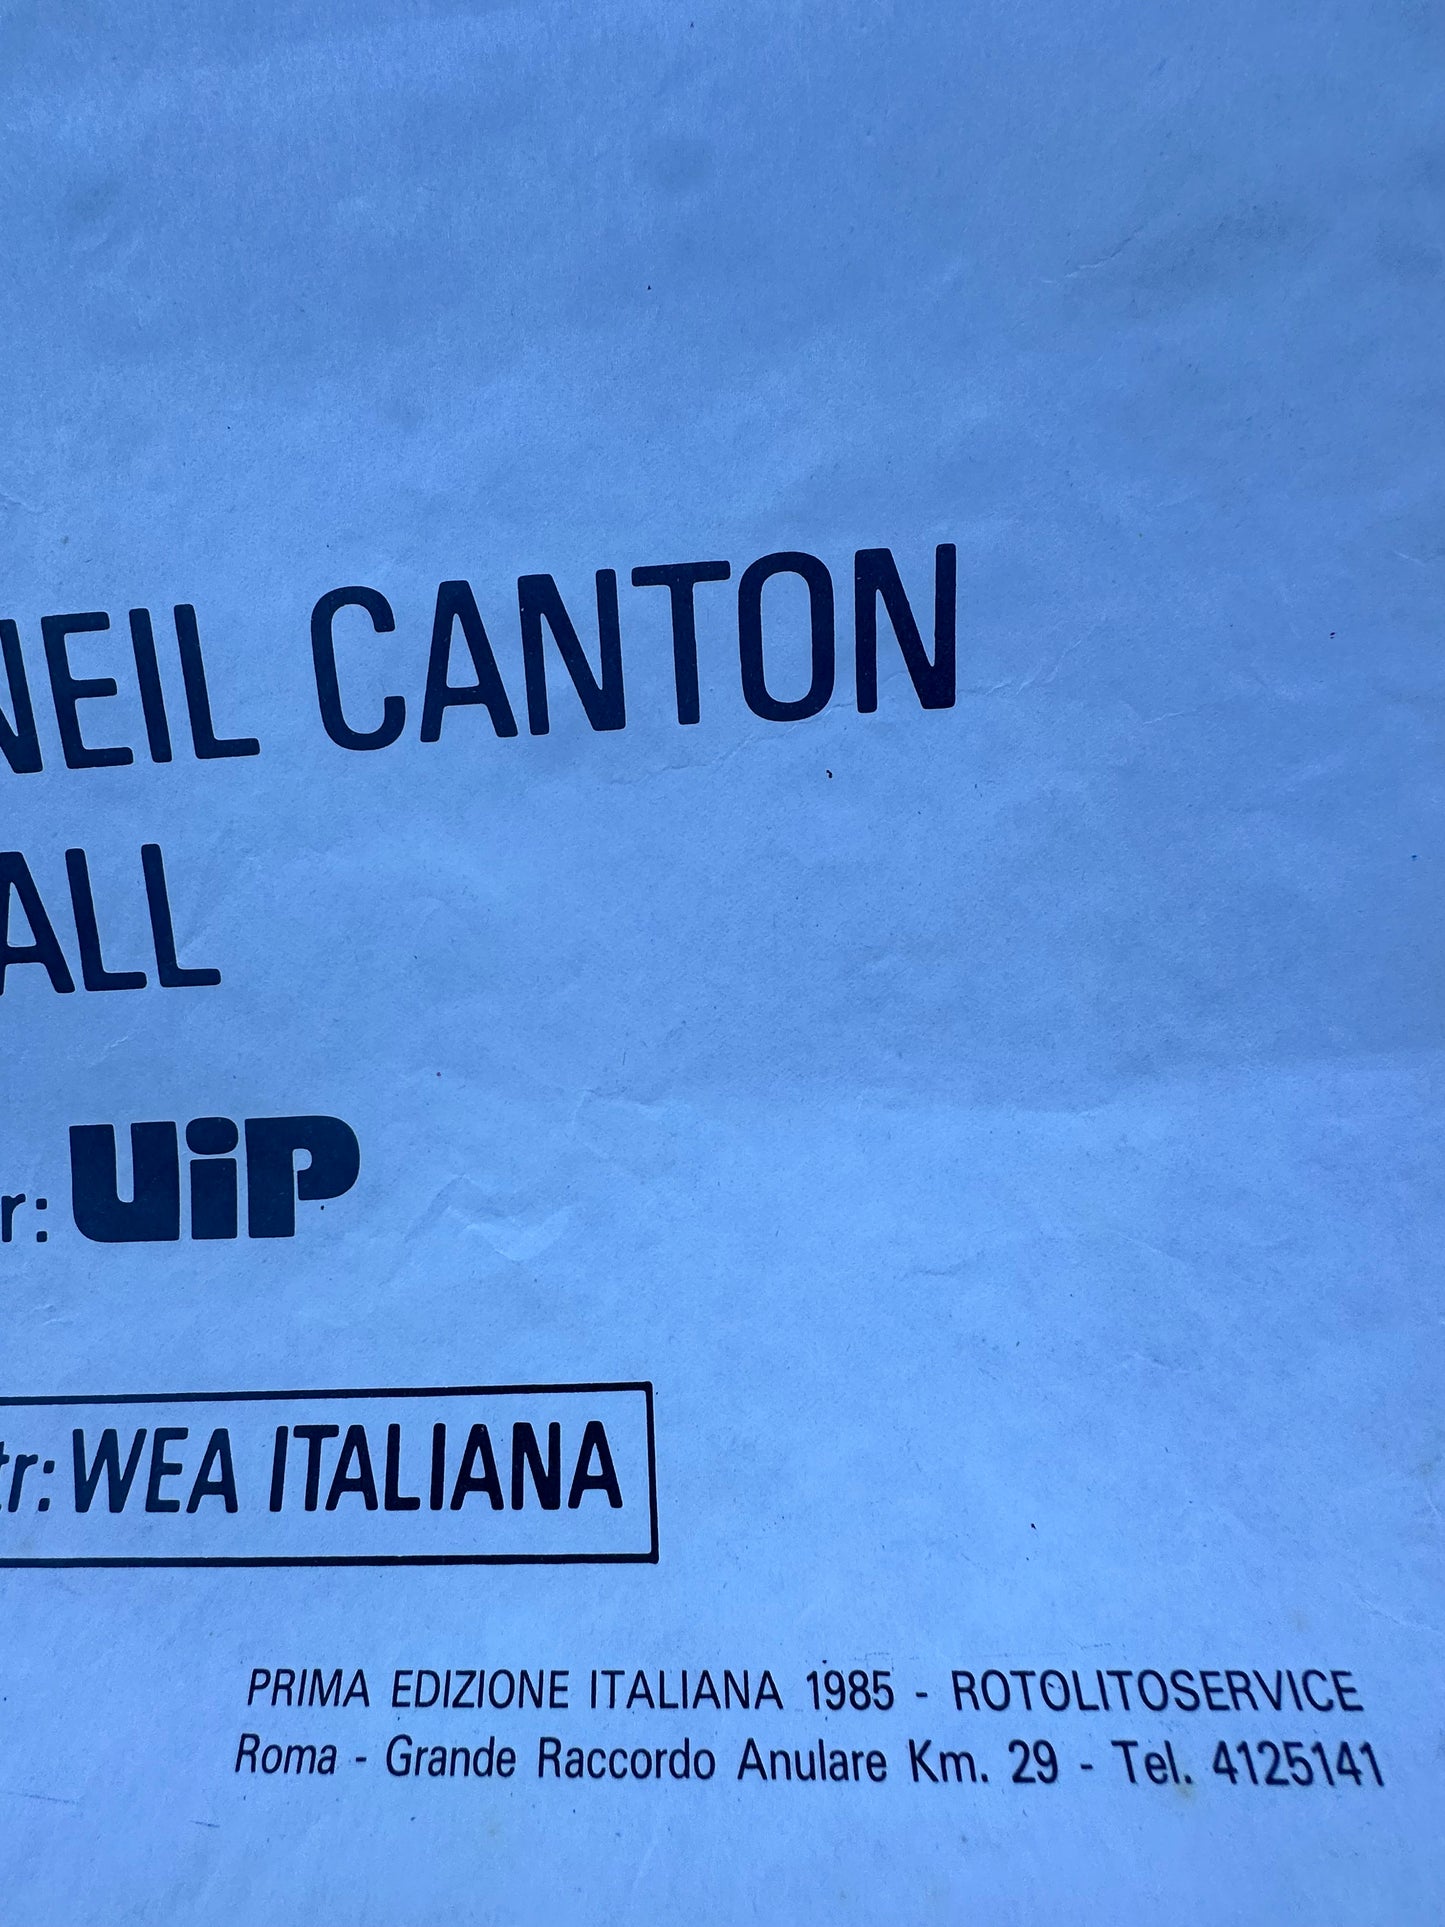 NEIL CANTON
ALL
r: UiP
tr: WEA ITALIANA
PRIMA EDIZIONE ITALIANA 1985 - ROTOLITOSERVICE
Roma - Grande Raccordo Anulare Km. 29 - Tel. 4125141